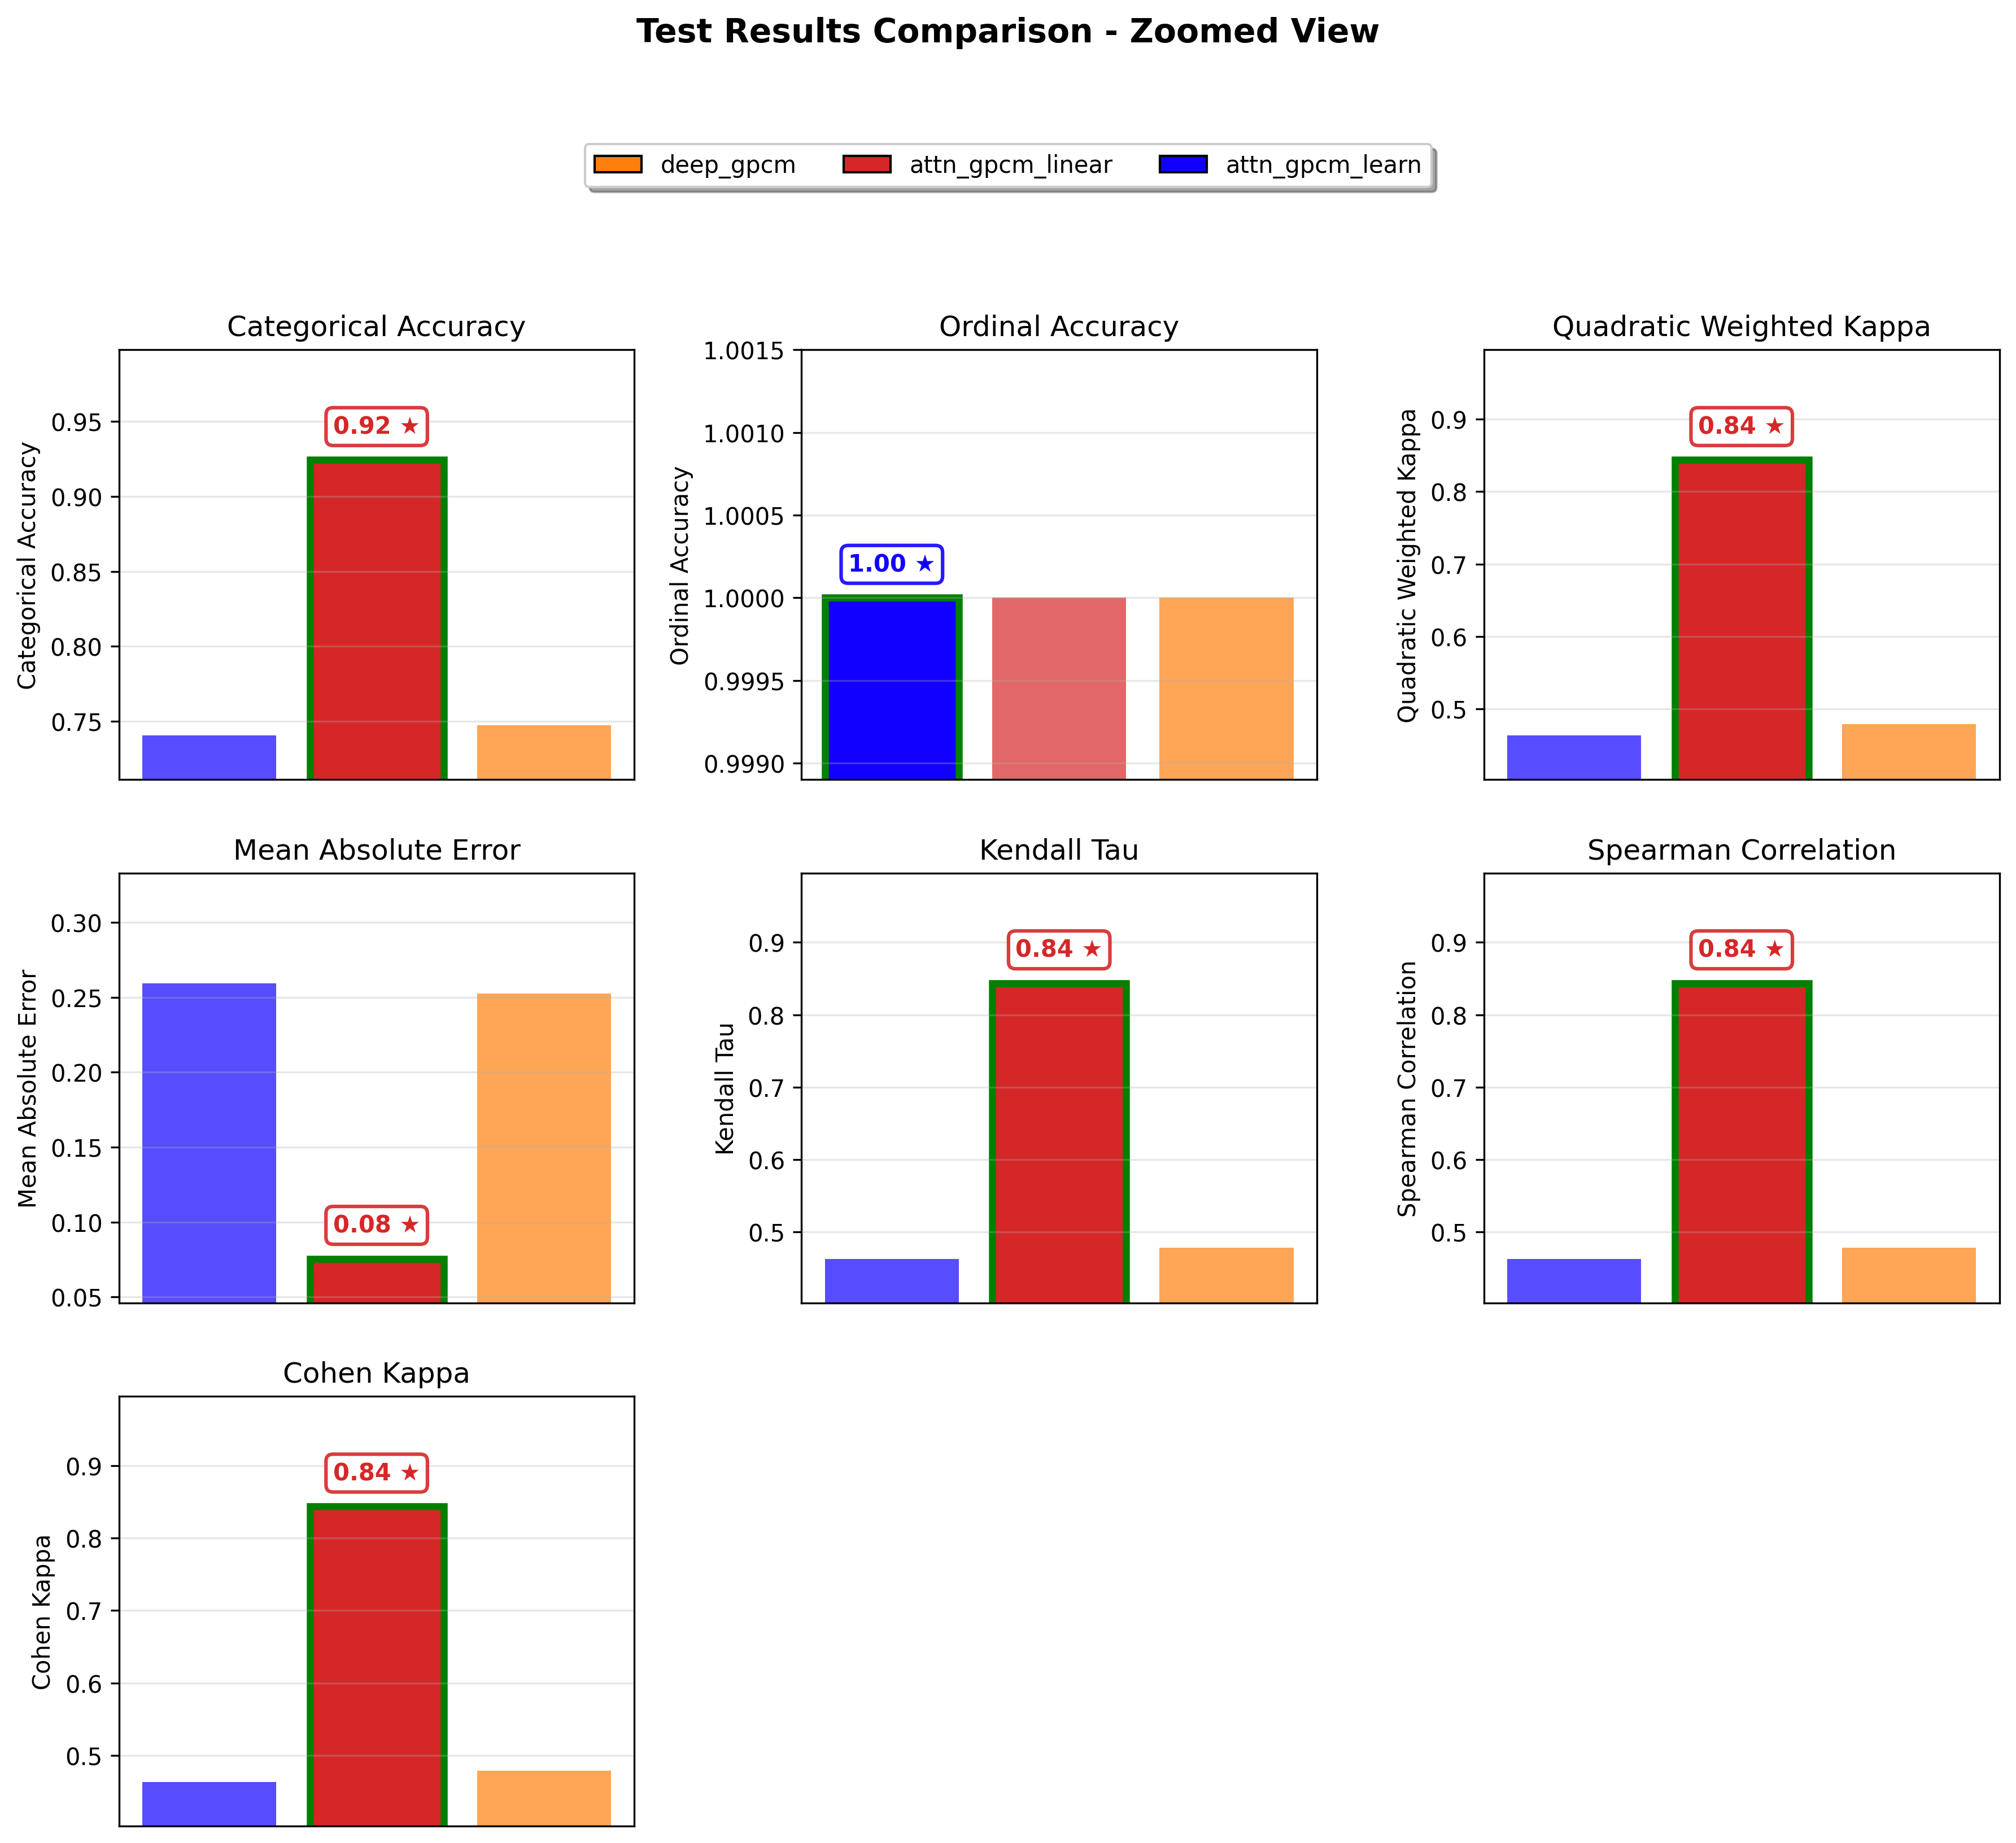 Test Results Comparison - Zoomed View
deep_gpcm
attn_gpcm_linear
attn_gpcm_learn
Categorical Accuracy
Categorical Accuracy
0.95
0.90
0.85
0.80
0.75
0.92 ★
Ordinal Accuracy
Ordinal Accuracy
1.0015
1.0010
1.0005
1.0000
0.9995
0.9990
1.00 ★
Quadratic Weighted Kappa
Quadratic Weighted Kappa
0.9
0.8
0.7
0.6
0.5
0.84 ★
Mean Absolute Error
Mean Absolute Error
0.30
0.25
0.20
0.15
0.10
0.05
0.08 ★
Kendall Tau
Kendall Tau
0.9
0.8
0.7
0.6
0.5
0.84 ★
Spearman Correlation
Spearman Correlation
0.9
0.8
0.7
0.6
0.5
0.84 ★
Cohen Kappa
Cohen Kappa
0.9
0.8
0.7
0.6
0.5
0.84 ★